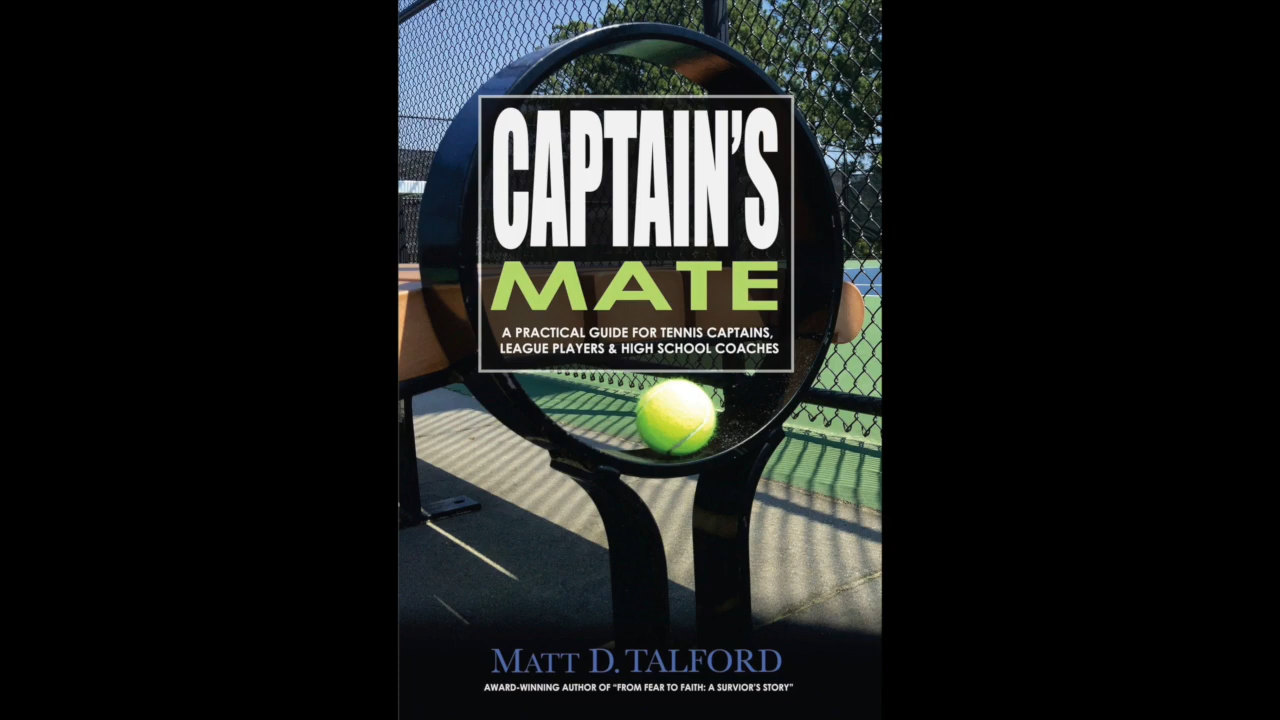 CAPTAIN'S
MATE
A PRACTICAL GUIDE FOR TENNIS CAPTAINS,
LEAGUE PLAYERS & HIGH SCHOOL COACHES
MATT D. TALFORD
AWARD-WINNING AUTHOR OF "FROM FEAR TO FAITH: A SURVIOR'S STORY"